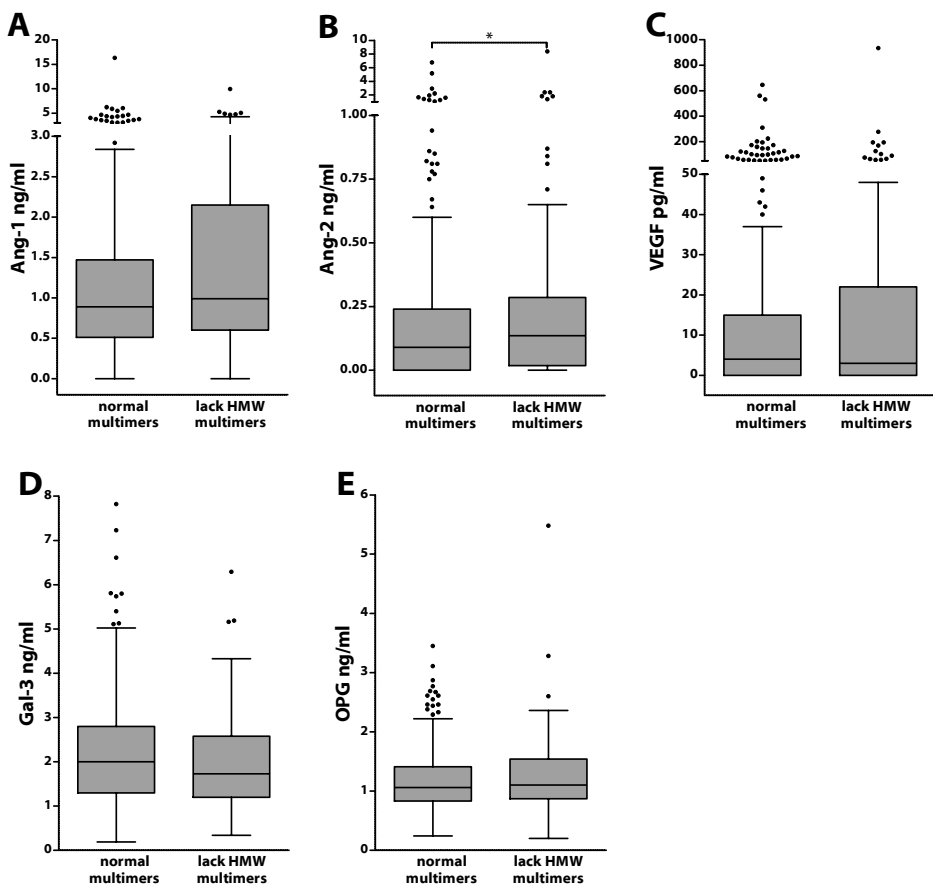 A
Ang-1 ng/ml
20
15
10
5
3.0
2.0
1.0
0.5
0.0
normal
multimers
lack HMW
multimers
B
Ang-2 ng/ml
10
8
6
4
2
1.00
0.75
0.50
0.25
0.00
*
normal
multimers
lack HMW
multimers
C
VEGF pg/ml
1000
800
600
400
200
50
40
30
20
10
0
normal
multimers
lack HMW
multimers
D
Gal-3 ng/ml
8
7
6
5
4
3
2
1
0
normal
multimers
lack HMW
multimers
E
OPG ng/ml
6
5
4
3
2
1
0
normal
multimers
lack HMW
multimers